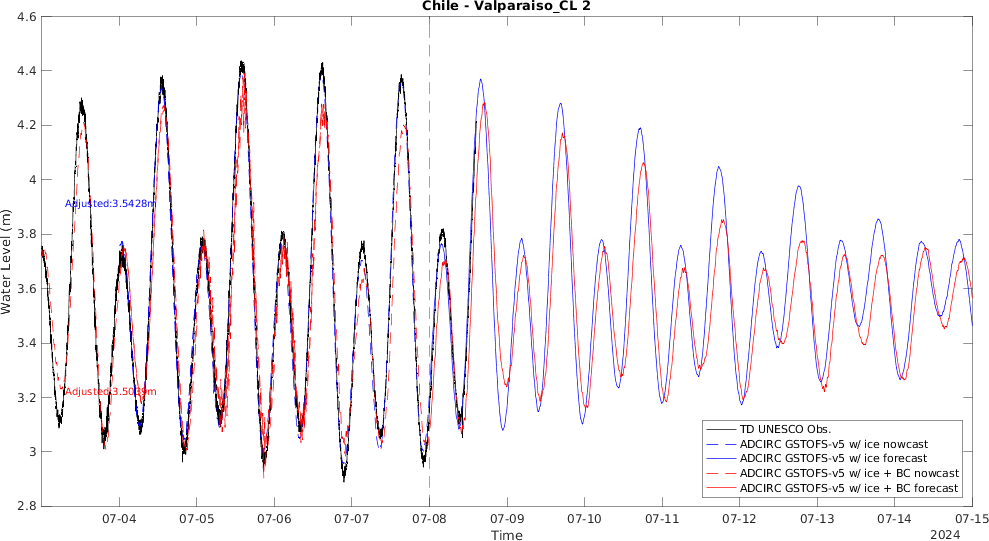 Chile - Valparaiso_CL 2
4.6
4.4
4.2
4
3.8
3.6
3.4
3.2
3
2.8
Water Level (m)
Adjusted:3.5428m
Adjusted:3.5039m
TD UNESCO Obs.
ADCIRC GSTOFS-v5 w/ ice nowcast
ADCIRC GSTOFS-v5 w/ ice forecast
ADCIRC GSTOFS-v5 w/ ice + BC nowcast
ADCIRC GSTOFS-v5 w/ ice + BC forecast
07-04 07-05 07-06 07-07 07-08 07-09 07-10 07-11 07-12 07-13 07-14 07-15
Time
2024